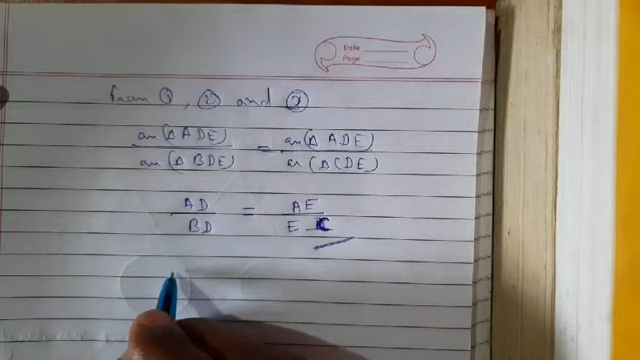 Date
Page
from ①, ② and ③
ar(Δ ADE) / ar(Δ BDE) = ar(Δ ADE) / ar(Δ CDE)
AD / BD = AE / EC